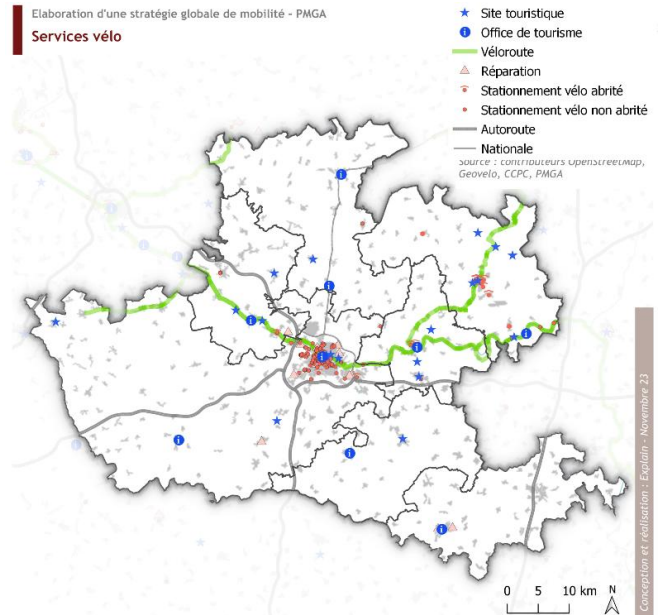 Elaboration d'une stratégie globale de mobilité - PMGA
Services vélo
Site touristique
Office de tourisme
Véloroute
Réparation
Stationnement vélo abrité
Stationnement vélo non abrité
Autoroute
Nationale
Source : contributeurs OpenStreetMap,
Geovelo, CCPC, PMGA
Conception et réalisation : Explain - Novembre 23
0 5 10 km
N